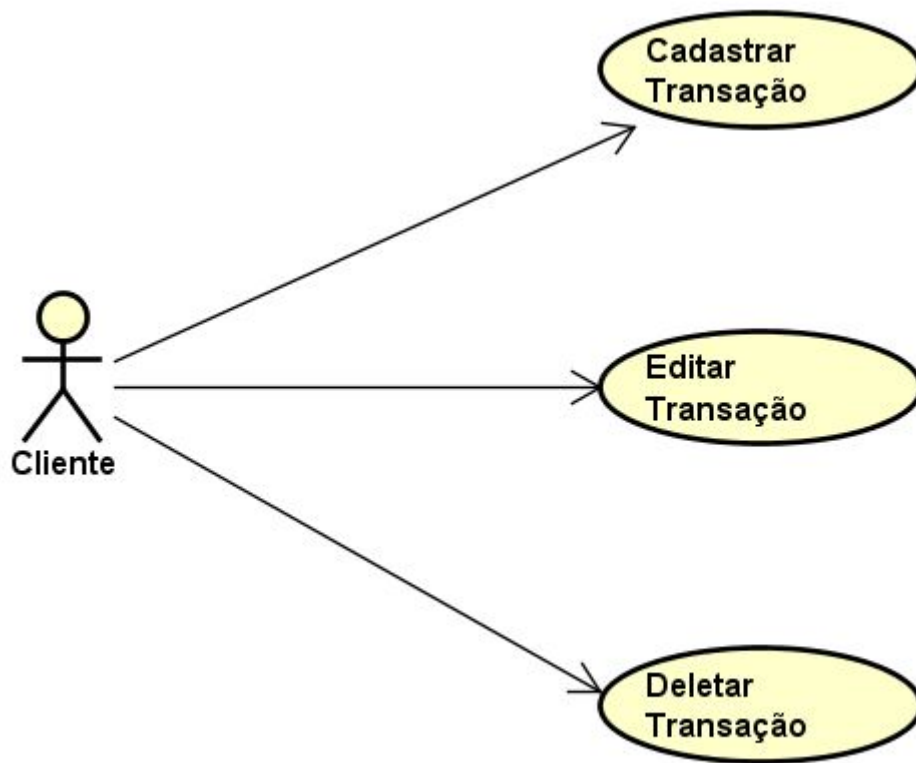 Cadastrar
Transação
Editar
Transação
Cliente
Deletar
Transação